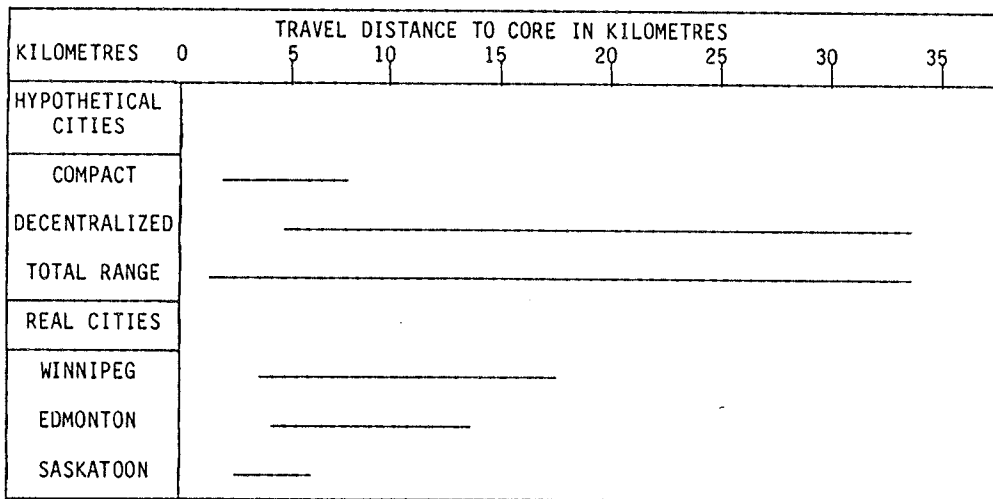 TRAVEL DISTANCE TO CORE IN KILOMETRES
KILOMETRES 0 5 10 15 20 25 30 35
HYPOTHETICAL
CITIES
COMPACT
DECENTRALIZED
TOTAL RANGE
REAL CITIES
WINNIPEG
EDMONTON
SASKATOON